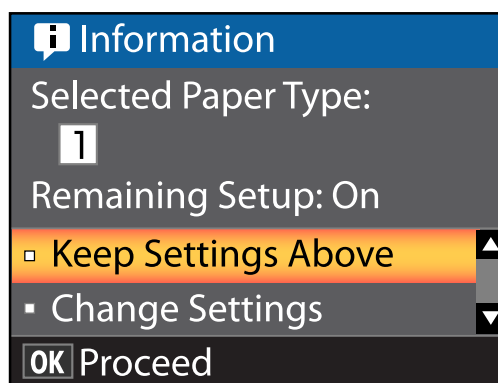 Information
Selected Paper Type:
1
Remaining Setup: On
Keep Settings Above
Change Settings
OK Proceed